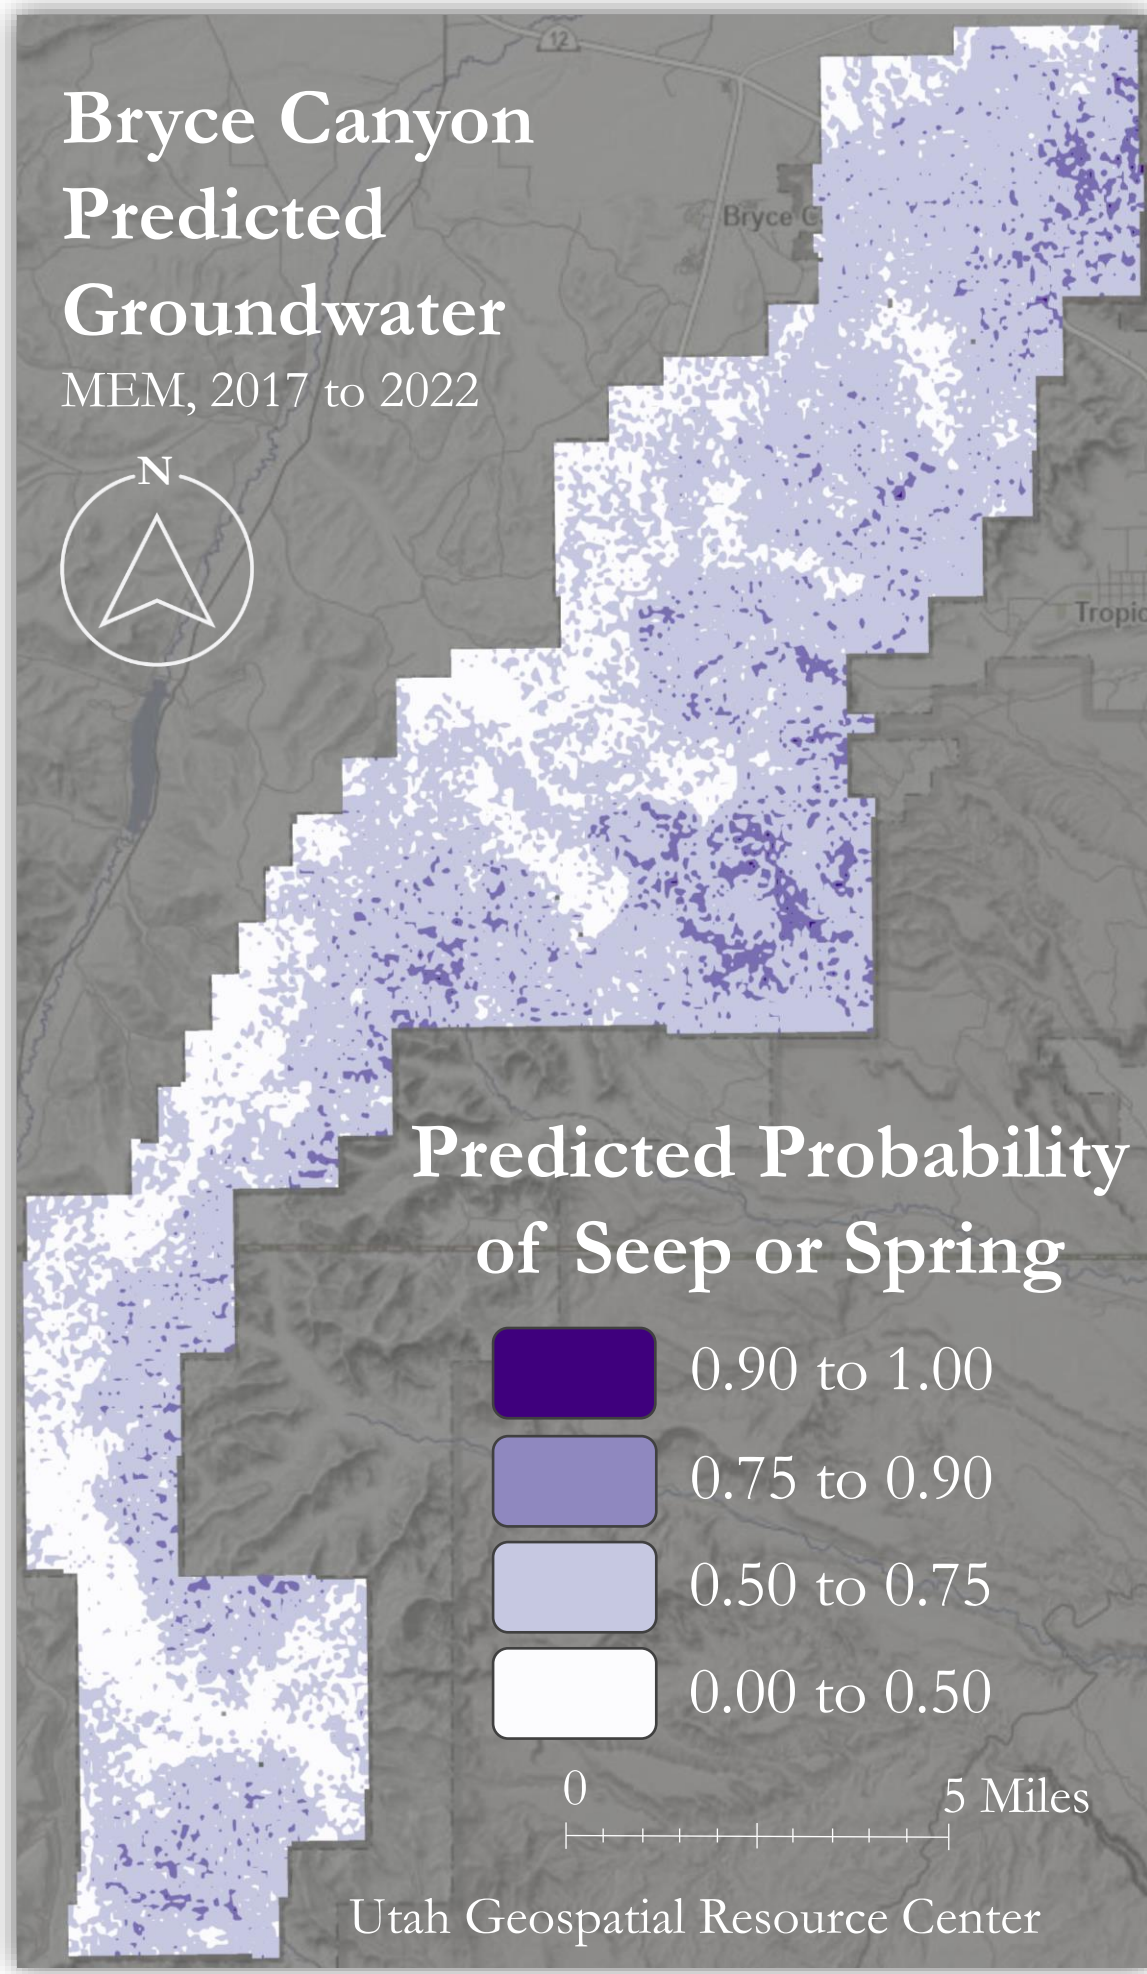 12
Bryce Canyon
Predicted
Groundwater
MEM, 2017 to 2022
N
Bryce C
Tropic
Predicted Probability
of Seep or Spring
0.90 to 1.00
0.75 to 0.90
0.50 to 0.75
0.00 to 0.50
0 5 Miles
Utah Geospatial Resource Center